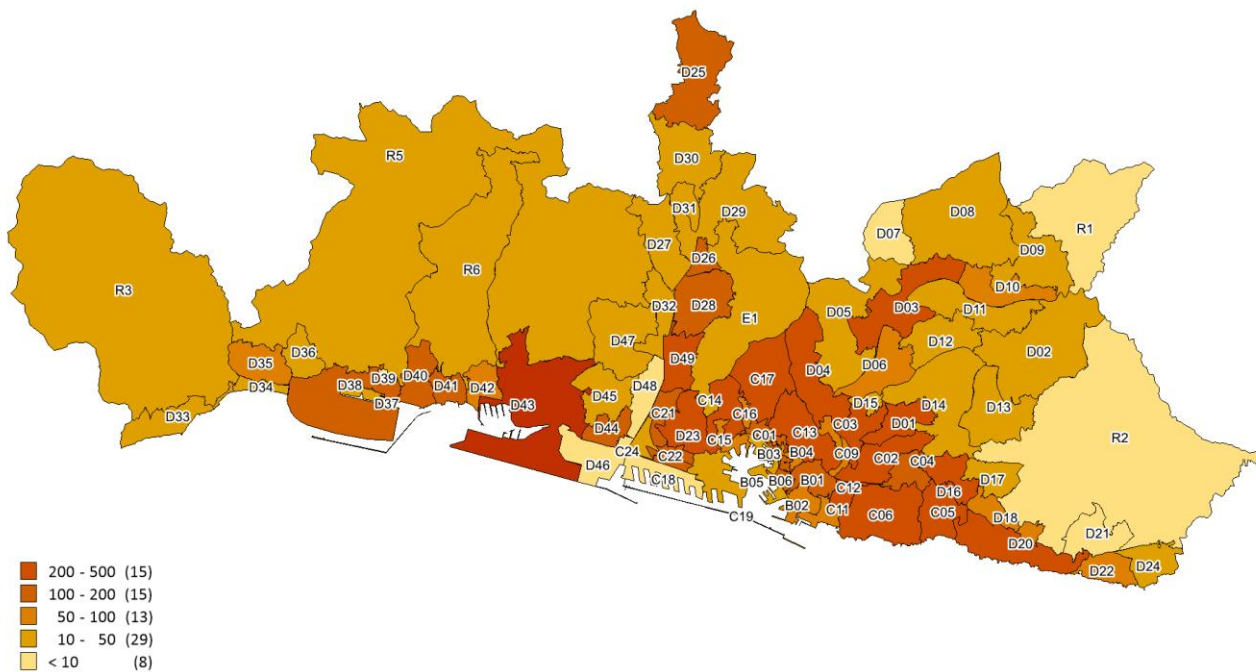 D25
D30
R5
D31
D29
D08
D07
R1
D27
D09
D26
R6
D10
R3
D32
D28
D03
E1
D05
D11
D12
D47
D02
D35
D36
D49
D06
C17
D04
D39
D40
D48
D34
D38
D41
D42
C14
D37
D45
D15
D43
D14
D13
C21
C16
D33
D01
D44
D23
C15
C01
C13
C03
R2
C24
C22
B03
B04
C09
C02
C04
D46
C18
B05
B06
B01
D17
C12
D16
B02
C11
C06
C05
D18
C19
D21
D20
D22
D24
200 - 500 (15)
100 - 200 (15)
50 - 100 (13)
10 - 50 (29)
< 10 (8)